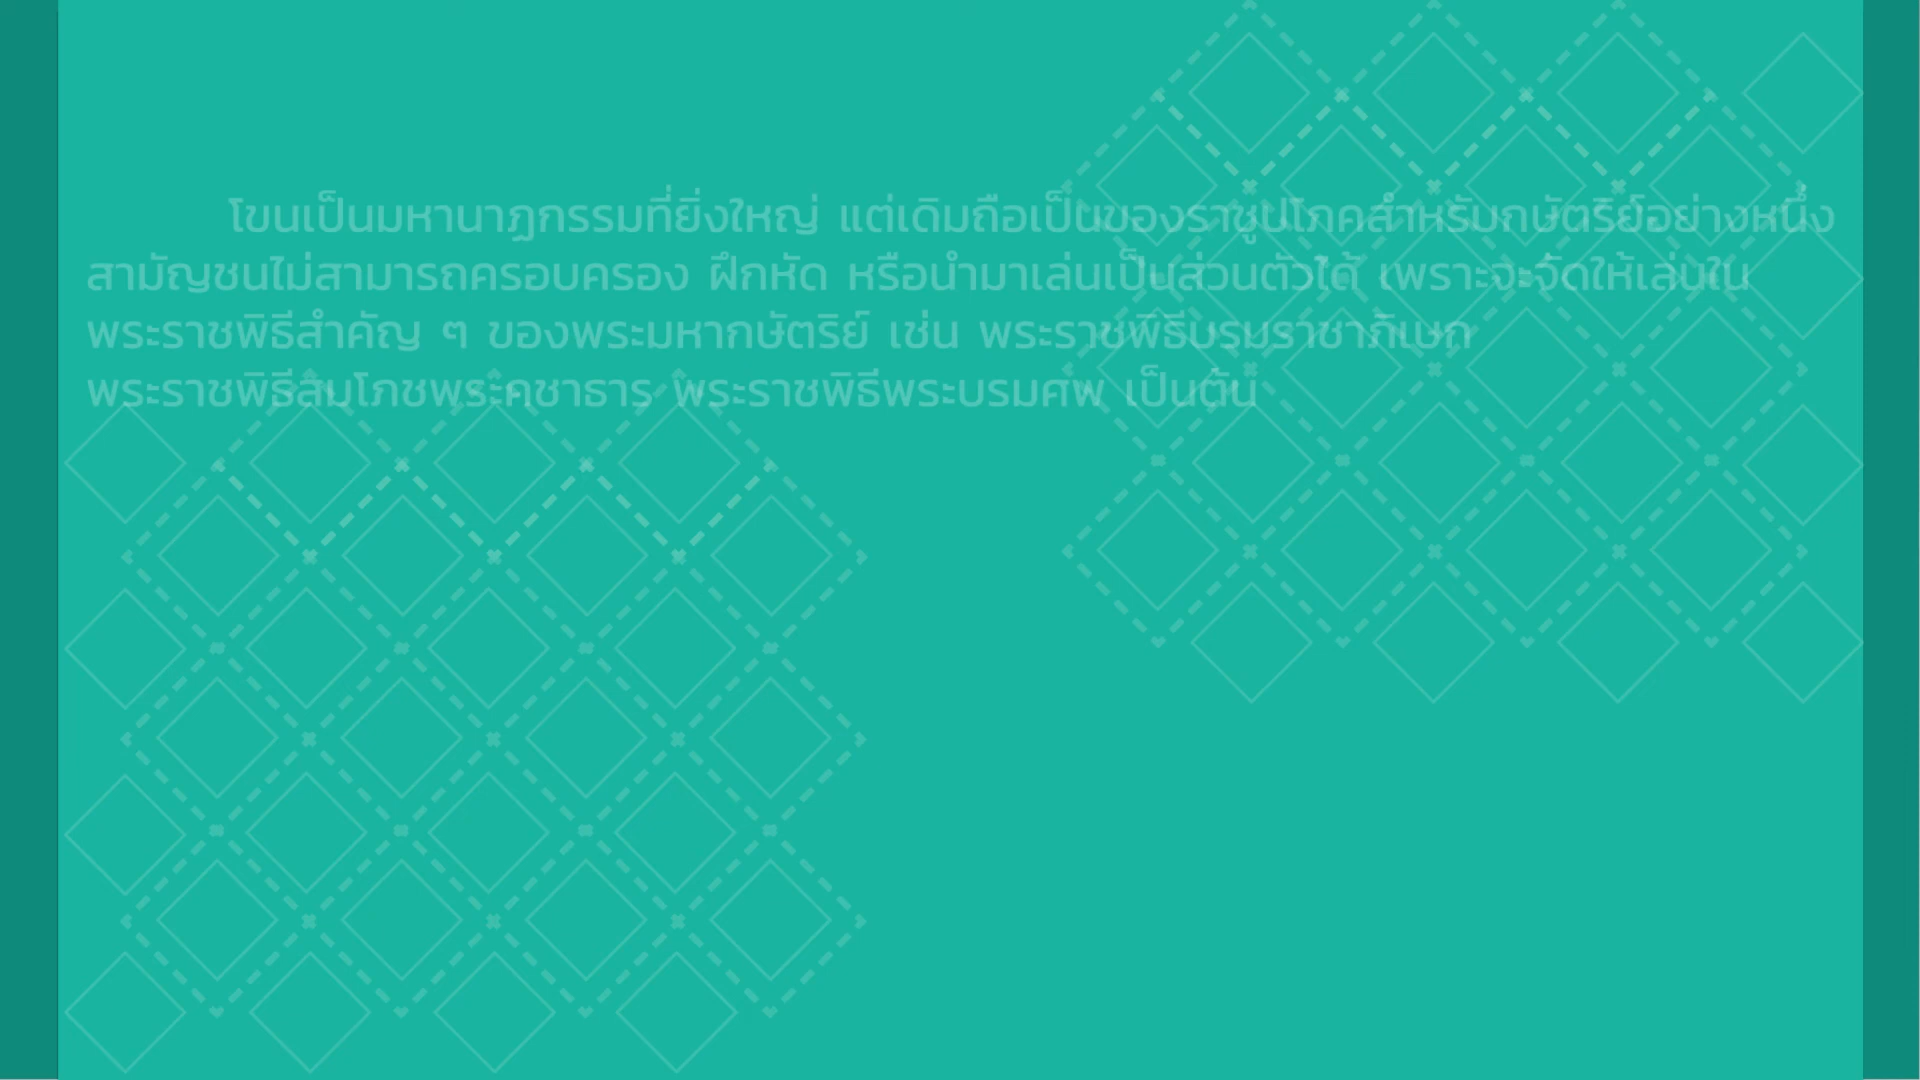 โขนเป็นมหานาฏกรรมที่ยิ่งใหญ่ แต่เดิมถือเป็นของราชูปโภคสำหรับกษัตริย์อย่างหนึ่ง
สามัญชนไม่สามารถครอบครอง ฝึกหัด หรือนำมาเล่นเป็นส่วนตัวได้ เพราะจะจัดให้เล่นใน
พระราชพิธีสำคัญ ๆ ของพระมหากษัตริย์ เช่น พระราชพิธีบรมราชาภิเษก
พระราชพิธีสมโภชพระคชาธาร พระราชพิธีพระบรมศพ เป็นต้น